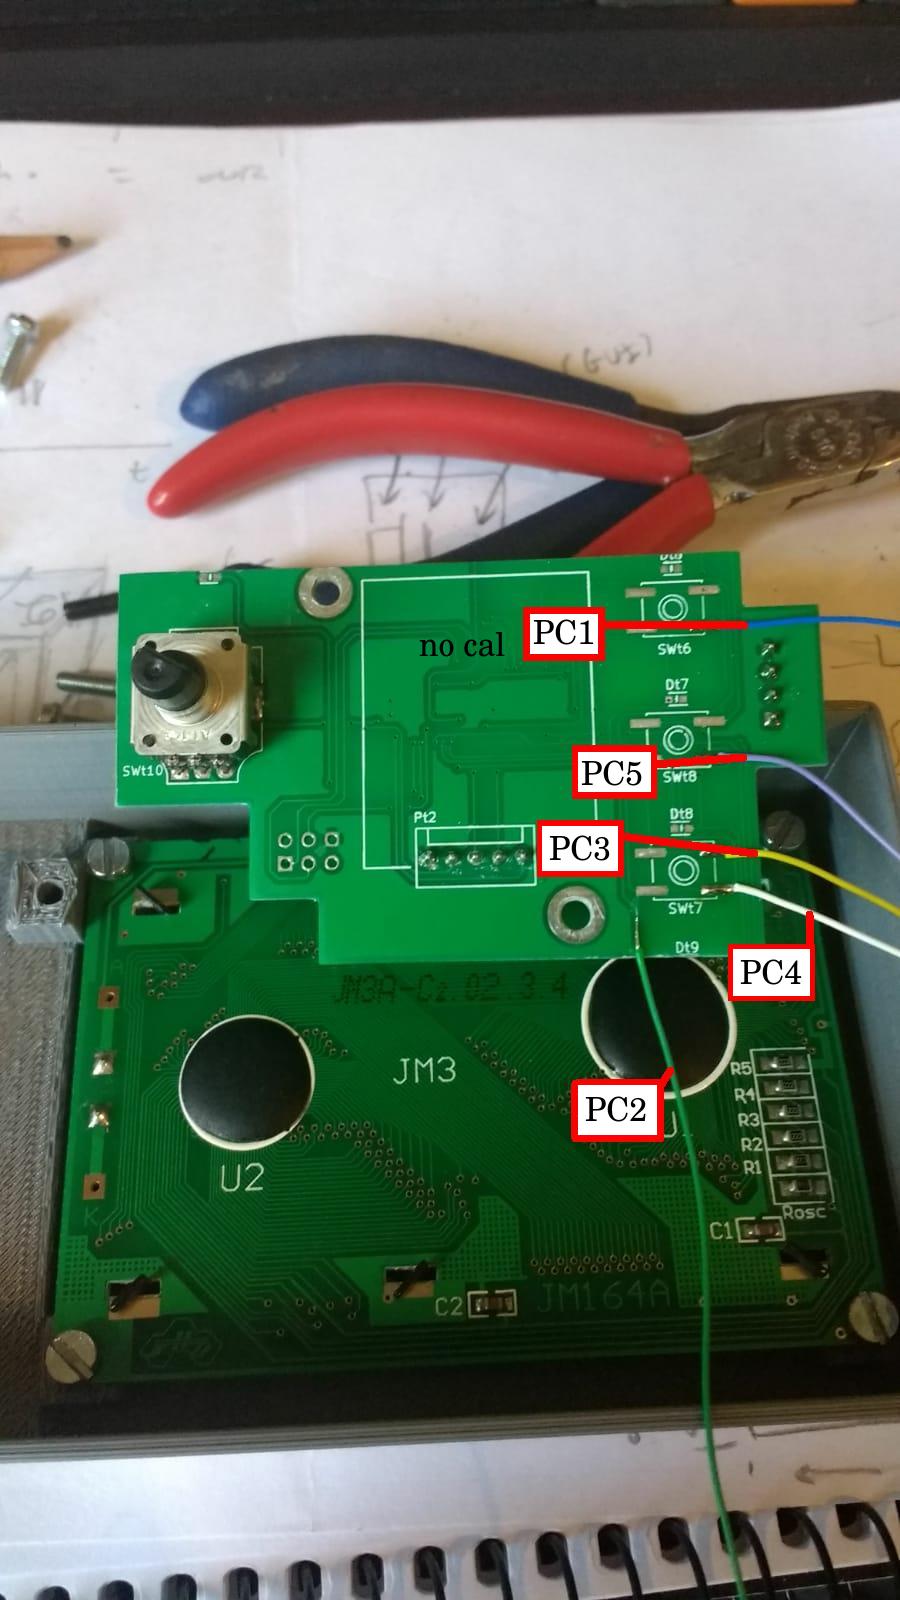 (Guz)
no cal
PC1
SWt6
Dt7
PC5
SWt8
SWt10
Dt8
Pt2
PC3
SWt7
PC4
Dt9
JM3A-C2.02 3 4
JM3
PC2
R5
R4
R3
R2
R1
U2
Rosc
C1
K
C2
JM164A